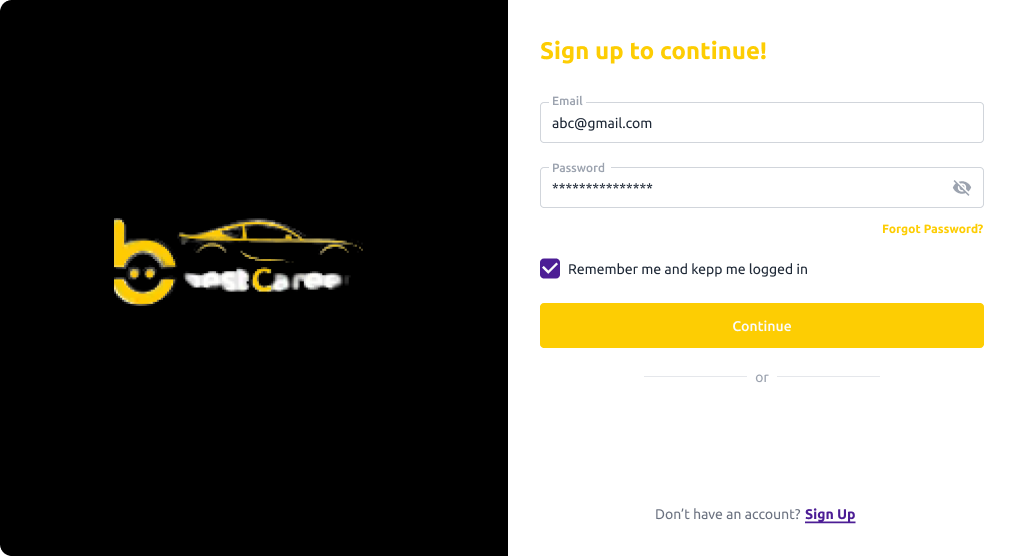 Sign up to continue!
Email
abc@gmail.com
Password
***************
Forgot Password?
Remember me and kepp me logged in
Continue
or
Don't have an account? Sign Up